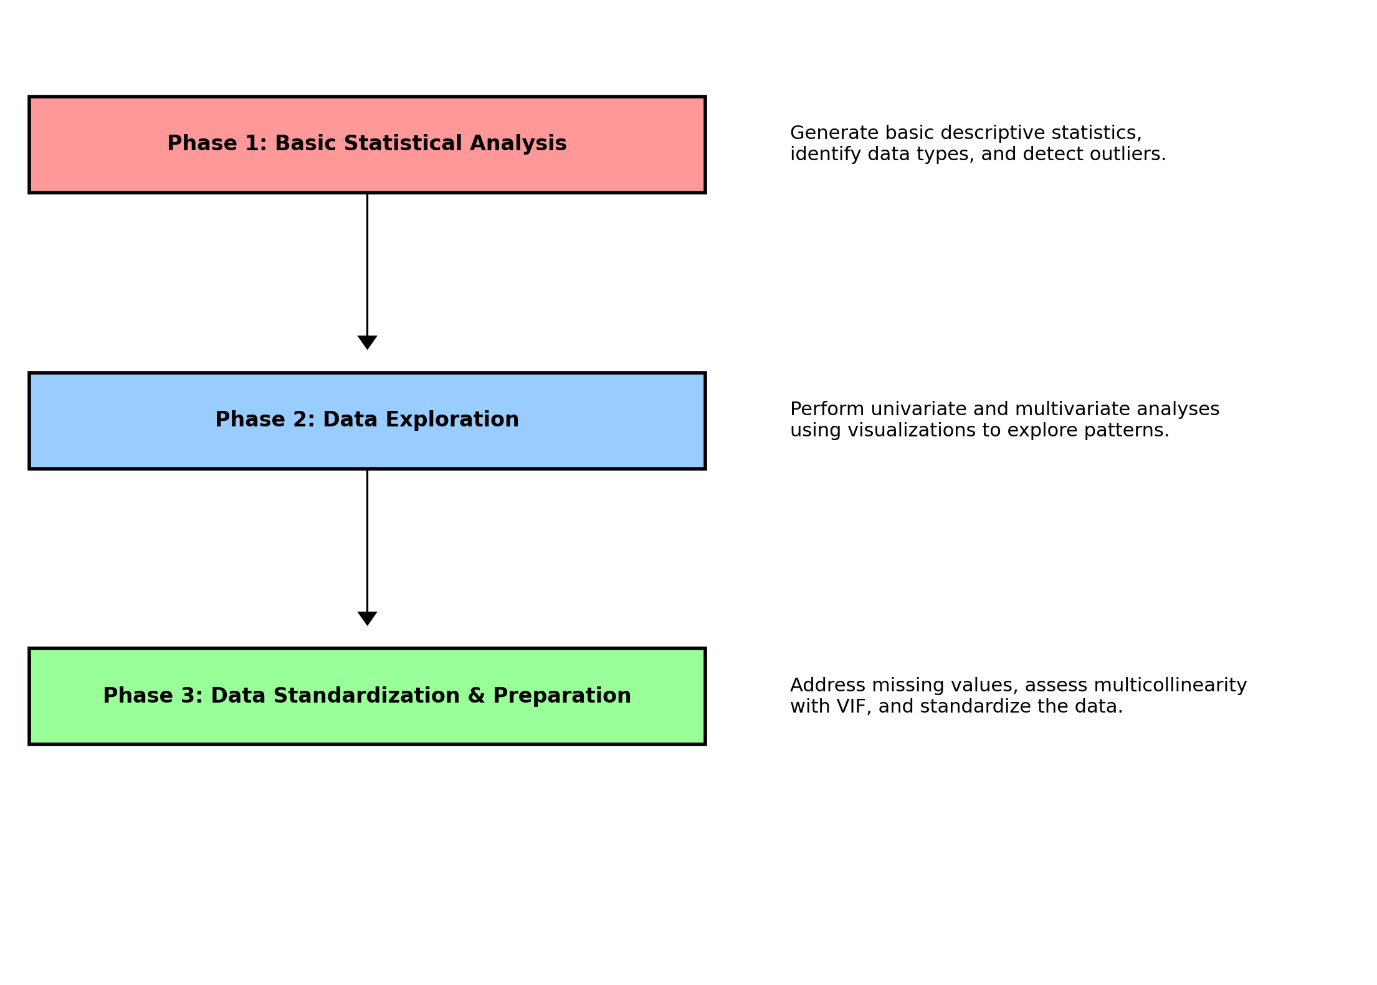 Phase 1: Basic Statistical Analysis
Generate basic descriptive statistics,
identify data types, and detect outliers.
Phase 2: Data Exploration
Perform univariate and multivariate analyses
using visualizations to explore patterns.
Phase 3: Data Standardization & Preparation
Address missing values, assess multicollinearity
with VIF, and standardize the data.